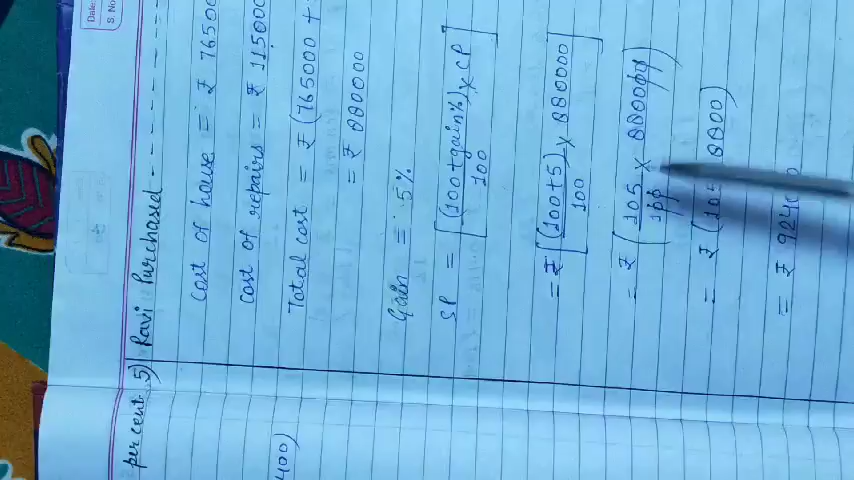 Date:
S. No
per cent 5) Ravi Purchased
Cost of house = ₹ 765000
Cost of repairs = ₹ 115000
Total cost = ₹ (765000 +
= ₹ 880000
Gain = 5%
SP = [(100+gain%)/100 × CP]
= ₹ [(100+5)/100 × 880000]
= ₹ (105/100 × 880000)
= ₹ (105 8800)
= ₹ 924
400)